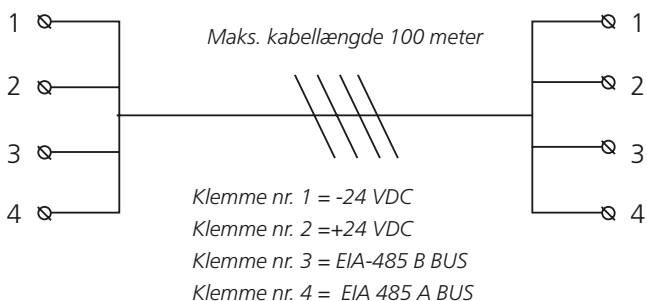 Maks. kabellængde 100 meter
1
2
3
4
1
2
3
4
Klemme nr. 1 = -24 VDC
Klemme nr. 2 =+24 VDC
Klemme nr. 3 = EIA-485 B BUS
Klemme nr. 4 = EIA 485 A BUS